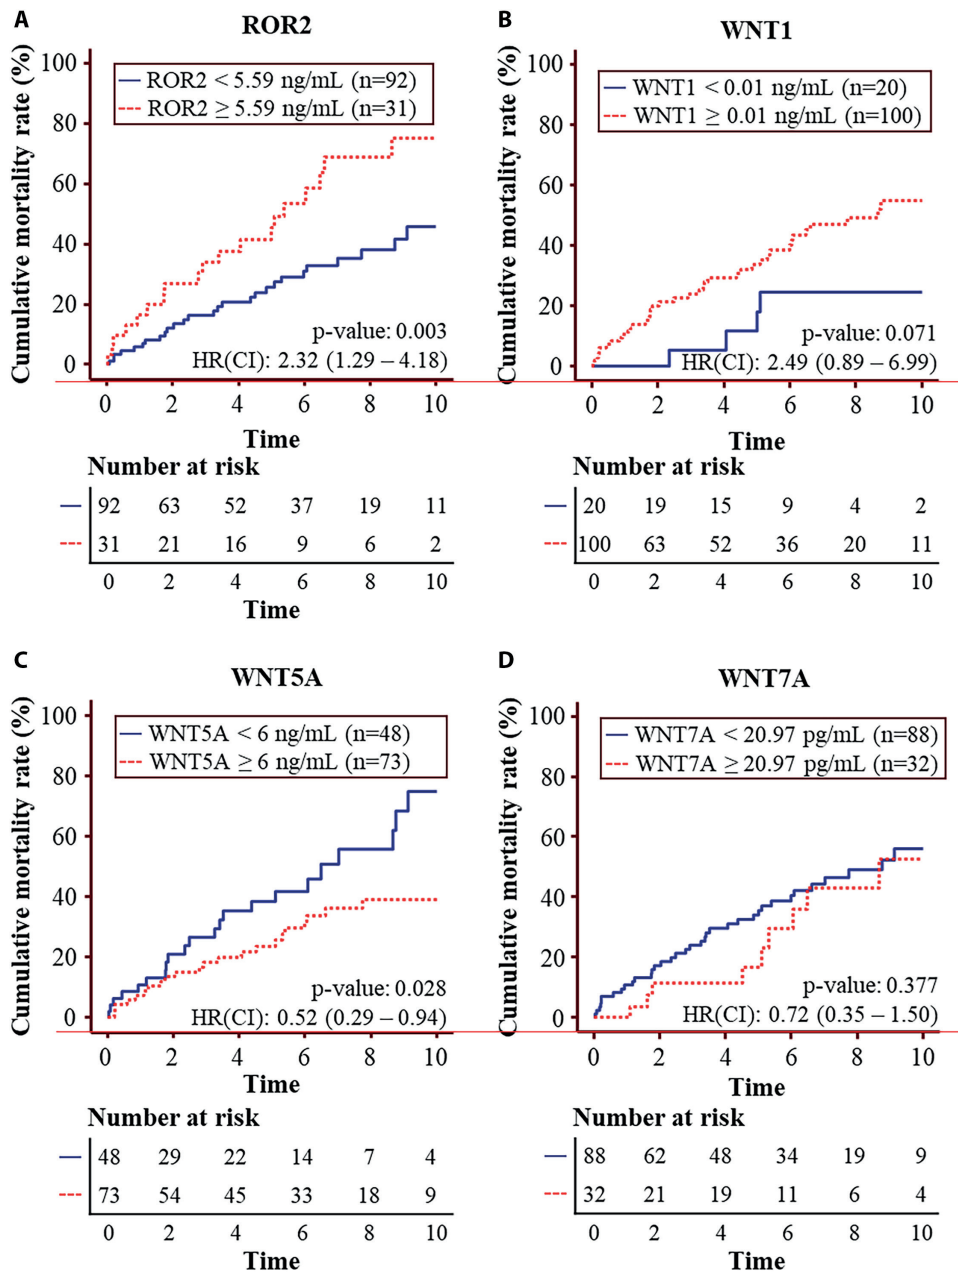 A
ROR2
Cumulative mortality rate (%)
100
80
60
40
20
0
ROR2 < 5.59 ng/mL (n=92)
ROR2 ≥ 5.59 ng/mL (n=31)
p-value: 0.003
HR(CI): 2.32 (1.29 – 4.18)
0 2 4 6 8 10
Time
Number at risk
92 63 52 37 19 11
31 21 16 9 6 2
0 2 4 6 8 10
Time
B
WNT1
Cumulative mortality rate (%)
100
80
60
40
20
0
WNT1 < 0.01 ng/mL (n=20)
WNT1 ≥ 0.01 ng/mL (n=100)
p-value: 0.071
HR(CI): 2.49 (0.89 – 6.99)
0 2 4 6 8 10
Time
Number at risk
20 19 15 9 4 2
100 63 52 36 20 11
0 2 4 6 8 10
Time
C
WNT5A
Cumulative mortality rate (%)
100
80
60
40
20
0
WNT5A < 6 ng/mL (n=48)
WNT5A ≥ 6 ng/mL (n=73)
p-value: 0.028
HR(CI): 0.52 (0.29 – 0.94)
0 2 4 6 8 10
Time
Number at risk
48 29 22 14 7 4
73 54 45 33 18 9
0 2 4 6 8 10
Time
D
WNT7A
Cumulative mortality rate (%)
100
80
60
40
20
0
WNT7A < 20.97 pg/mL (n=88)
WNT7A ≥ 20.97 pg/mL (n=32)
p-value: 0.377
HR(CI): 0.72 (0.35 – 1.50)
0 2 4 6 8 10
Time
Number at risk
88 62 48 34 19 9
32 21 19 11 6 4
0 2 4 6 8 10
Time